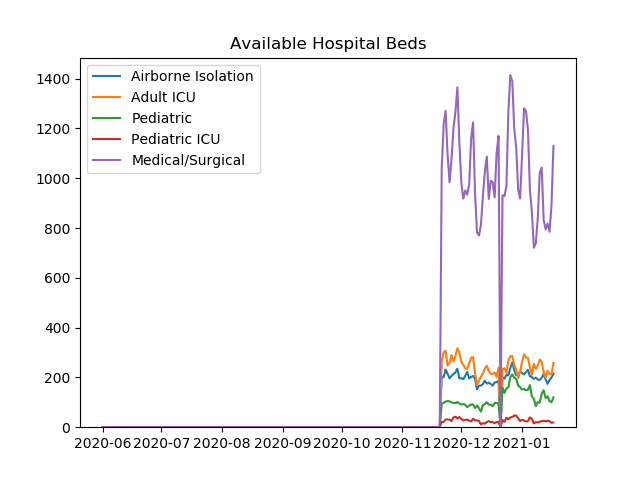 Available Hospital Beds
Airborne Isolation
Adult ICU
Pediatric
Pediatric ICU
Medical/Surgical
1400
1200
1000
800
600
400
200
0
2020-06 2020-07 2020-08 2020-09 2020-10 2020-11 2020-12 2021-01